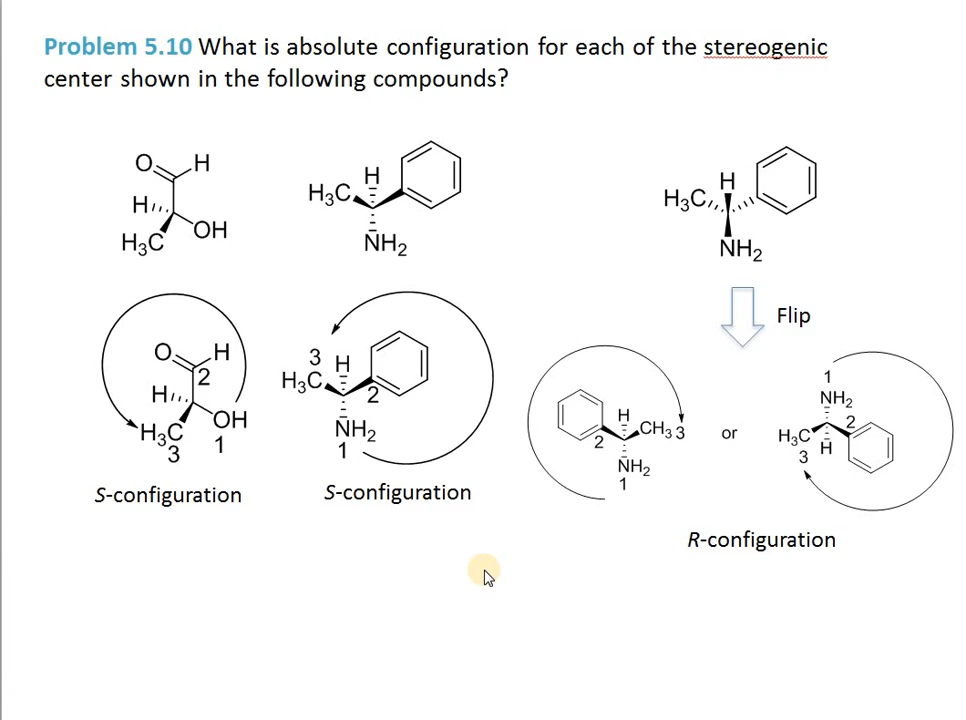 Problem 5.10 What is absolute configuration for each of the stereogenic
center shown in the following compounds?
O H
H
H₃C OH
H
H₃C
NH₂
H
H₃C
NH₂
Flip
O H
2
H
H₃C OH
3 1
S-configuration
3 H
H₃C
2
NH₂
1
S-configuration
H
CH₃ 3
2
NH₂
1
or
1
NH₂
2
H₃C
3 H
R-configuration